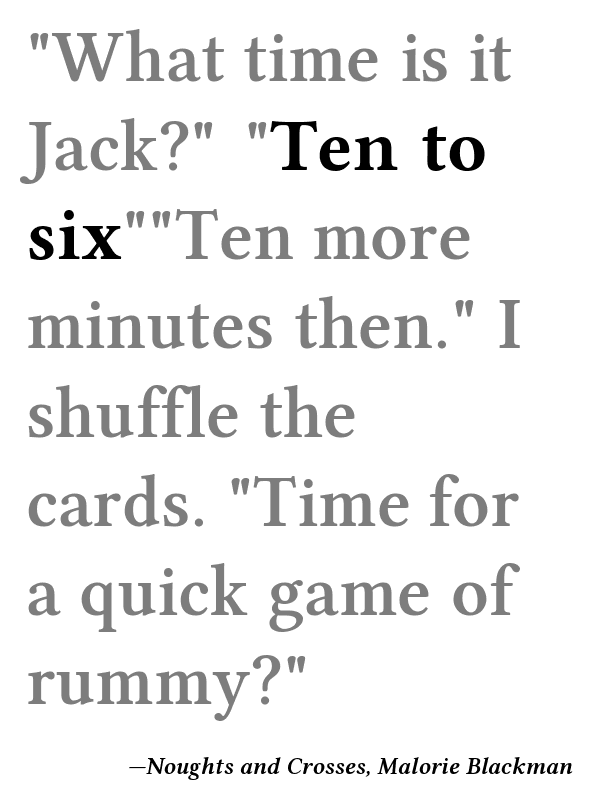 "What time is it
Jack?" "Ten to
six""Ten more
minutes then." I
shuffle the
cards. "Time for
a quick game of
rummy?"
—Noughts and Crosses, Malorie Blackman